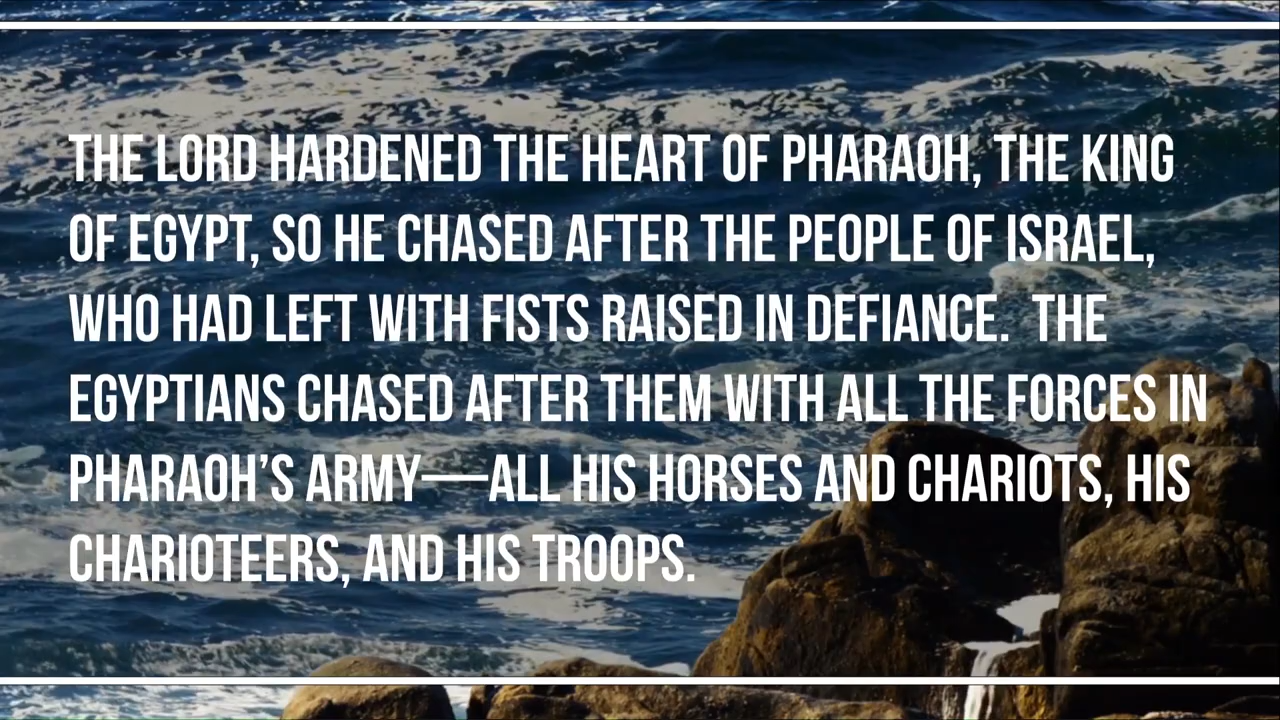 THE LORD HARDENED THE HEART OF PHARAOH, THE KING
OF EGYPT, SO HE CHASED AFTER THE PEOPLE OF ISRAEL,
WHO HAD LEFT WITH FISTS RAISED IN DEFIANCE.  THE
EGYPTIANS CHASED AFTER THEM WITH ALL THE FORCES IN
PHARAOH’S ARMY—ALL HIS HORSES AND CHARIOTS, HIS
CHARIOTEERS, AND HIS TROOPS.